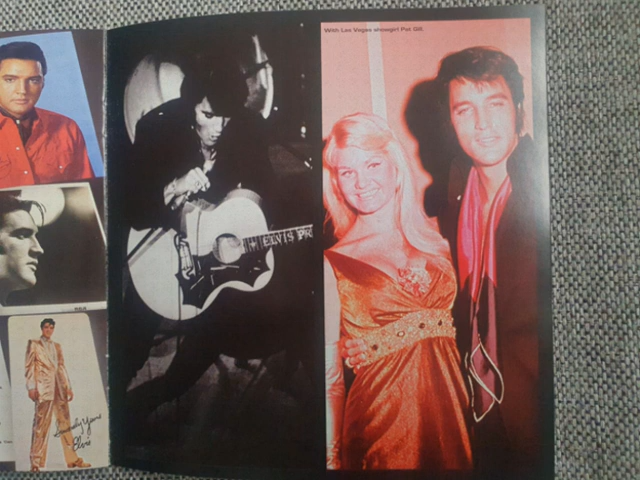 With Las Vegas showgirl Pat Gill.
ELVIS PR
Sincerely Yours
Elvis